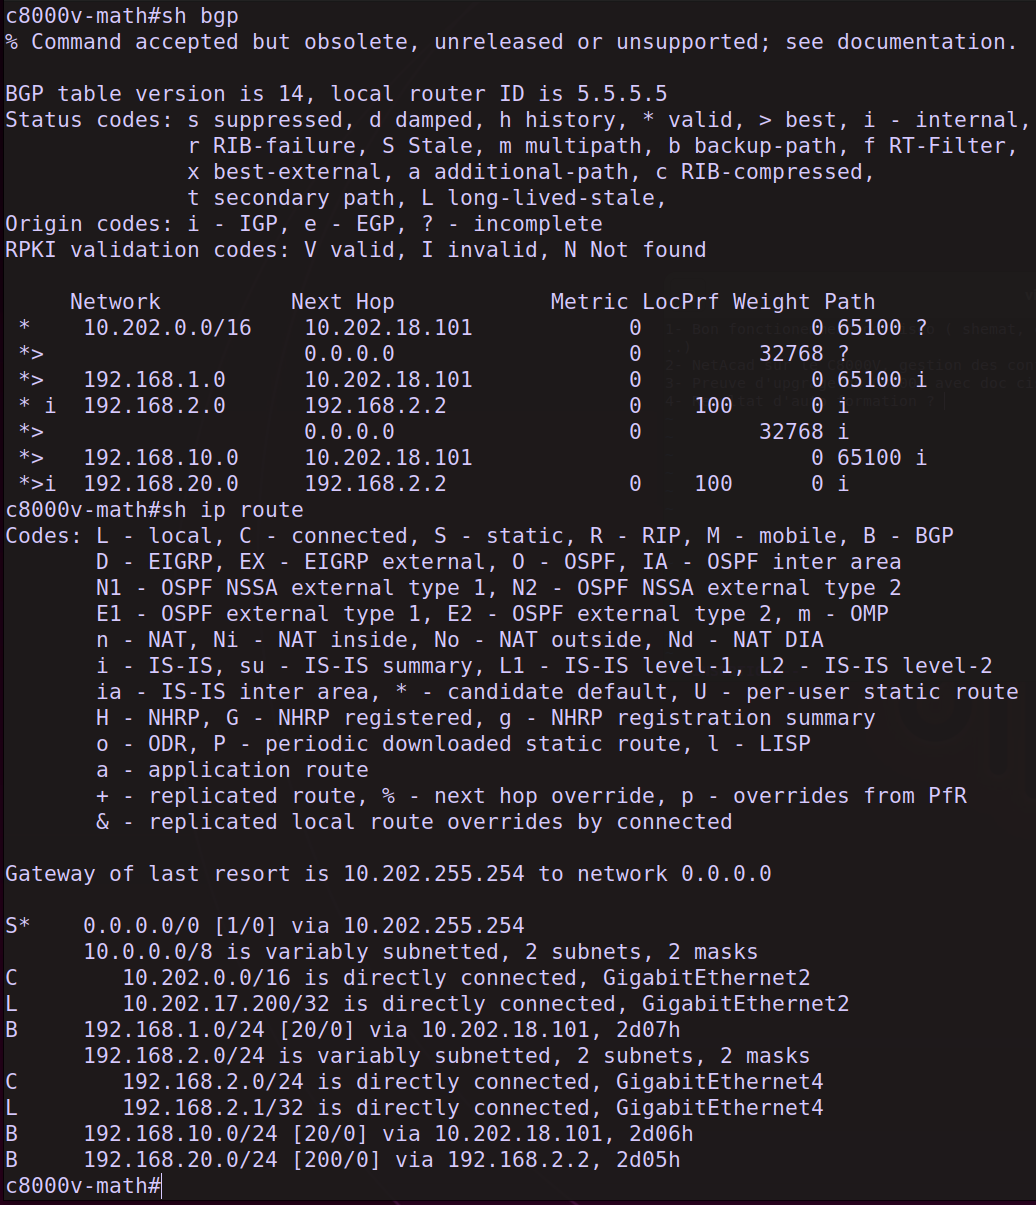 c8000v-math#sh bgp
% Command accepted but obsolete, unreleased or unsupported; see documentation.

BGP table version is 14, local router ID is 5.5.5.5
Status codes: s suppressed, d damped, h history, * valid, > best, i - internal,
              r RIB-failure, S Stale, m multipath, b backup-path, f RT-Filter,
              x best-external, a additional-path, c RIB-compressed,
              t secondary path, L long-lived-stale,
Origin codes: i - IGP, e - EGP, ? - incomplete
RPKI validation codes: V valid, I invalid, N Not found

     Network          Next Hop            Metric LocPrf Weight Path
 *    10.202.0.0/16    10.202.18.101            0             0 65100 ?
 *>                    0.0.0.0                  0         32768 ?
 *>   192.168.1.0      10.202.18.101            0             0 65100 i
 * i  192.168.2.0      192.168.2.2              0    100      0 i
 *>                    0.0.0.0                  0         32768 i
 *>   192.168.10.0     10.202.18.101                          0 65100 i
 *>i  192.168.20.0     192.168.2.2              0    100      0 i
c8000v-math#sh ip route
Codes: L - local, C - connected, S - static, R - RIP, M - mobile, B - BGP
       D - EIGRP, EX - EIGRP external, O - OSPF, IA - OSPF inter area
       N1 - OSPF NSSA external type 1, N2 - OSPF NSSA external type 2
       E1 - OSPF external type 1, E2 - OSPF external type 2, m - OMP
       n - NAT, Ni - NAT inside, No - NAT outside, Nd - NAT DIA
       i - IS-IS, su - IS-IS summary, L1 - IS-IS level-1, L2 - IS-IS level-2
       ia - IS-IS inter area, * - candidate default, U - per-user static route
       H - NHRP, G - NHRP registered, g - NHRP registration summary
       o - ODR, P - periodic downloaded static route, l - LISP
       a - application route
       + - replicated route, % - next hop override, p - overrides from PfR
       & - replicated local route overrides by connected

Gateway of last resort is 10.202.255.254 to network 0.0.0.0

S*    0.0.0.0/0 [1/0] via 10.202.255.254
      10.0.0.0/8 is variably subnetted, 2 subnets, 2 masks
C        10.202.0.0/16 is directly connected, GigabitEthernet2
L        10.202.17.200/32 is directly connected, GigabitEthernet2
B     192.168.1.0/24 [20/0] via 10.202.18.101, 2d07h
      192.168.2.0/24 is variably subnetted, 2 subnets, 2 masks
C        192.168.2.0/24 is directly connected, GigabitEthernet4
L        192.168.2.1/32 is directly connected, GigabitEthernet4
B     192.168.10.0/24 [20/0] via 10.202.18.101, 2d06h
B     192.168.20.0/24 [200/0] via 192.168.2.2, 2d05h
c8000v-math#